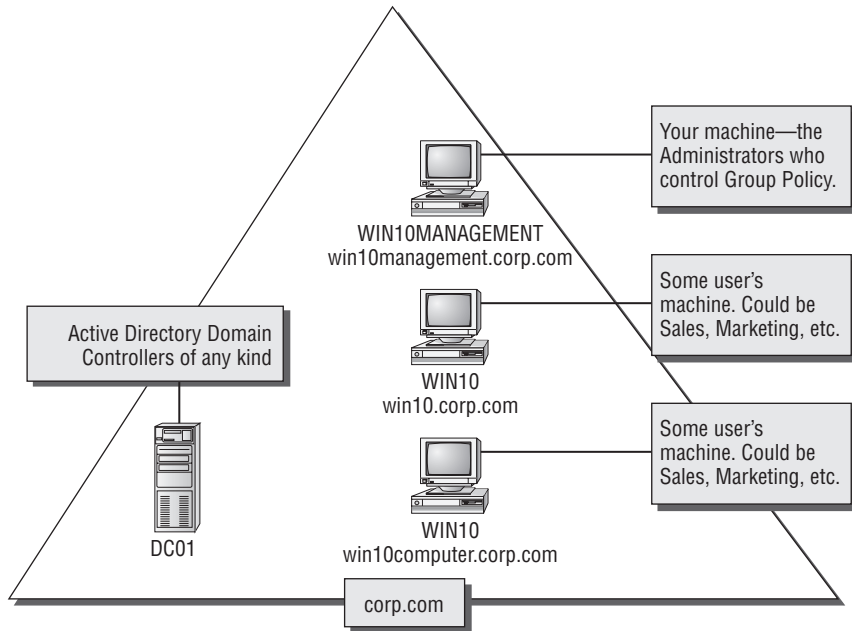 Your machine—the
Administrators who
control Group Policy.
WIN10MANAGEMENT
win10management.corp.com
Some user's
machine. Could be
Sales, Marketing, etc.
Active Directory Domain
Controllers of any kind
WIN10
win10.corp.com
Some user's
machine. Could be
Sales, Marketing, etc.
DC01
WIN10
win10computer.corp.com
corp.com